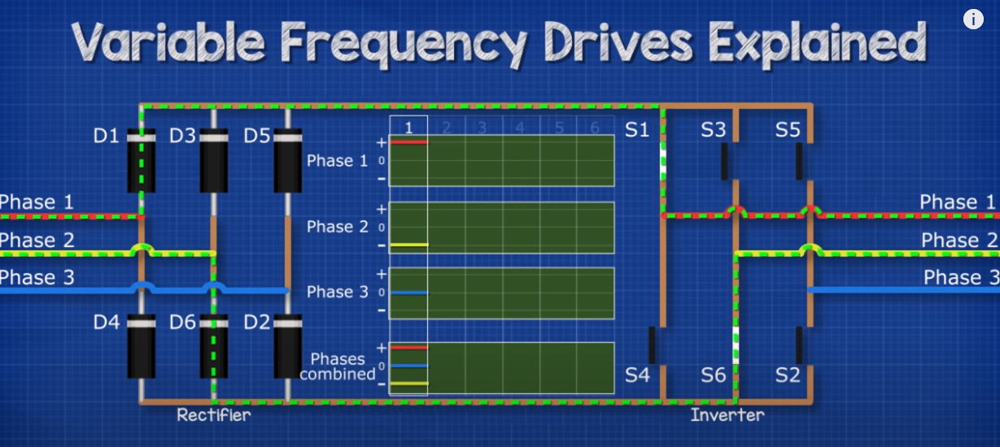 Variable Frequency Drives Explained
i
D1 D3 D5
1 2 3 4 5 6
S1 S3 S5
Phase 1 + 0 -
Phase 1
Phase 1
Phase 2 + 0 -
Phase 2
Phase 2
Phase 3
Phase 3 + 0 -
Phase 3
D4 D6 D2
Phases
combined + 0 -
S4 S6 S2
Rectifier
Inverter